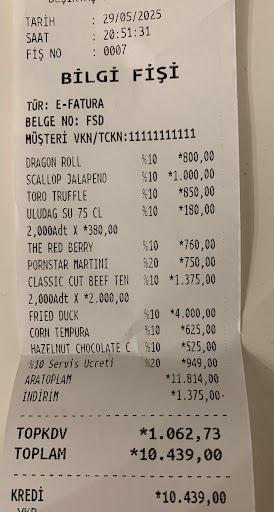 BEŞİKTAŞ
TARİH : 29/05/2025
SAAT : 20:51:31
FİŞ NO : 0007
BİLGİ FİŞİ
TÜR: E-FATURA
BELGE NO: FSD
MÜŞTERİ VKN/TCKN:11111111111
DRAGON ROLL %10 *800,00
SCALLOP JALAPENO %10 *1.000,00
TORO TRUFFLE %10 *850,00
ULUDAG SU 75 CL %10 *180,00
2,000Adt X *380,00
THE RED BERRY %10 *760,00
PORNSTAR MARTINI %20 *750,00
CLASSIC CUT BEEF TEN %10 *1.375,00
2,000Adt X *2.000,00
FRIED DUCK %10 *4.000,00
CORN TEMPURA %10 *625,00
HAZELNUT CHOCOLATE C %10 *525,00
%10 Servis Ucreti %20 *949,00
ARATOPLAM *11.814,00
İNDİRİM *1.375,00-
TOPKDV *1.062,73
TOPLAM *10.439,00
KREDİ *10.439,00